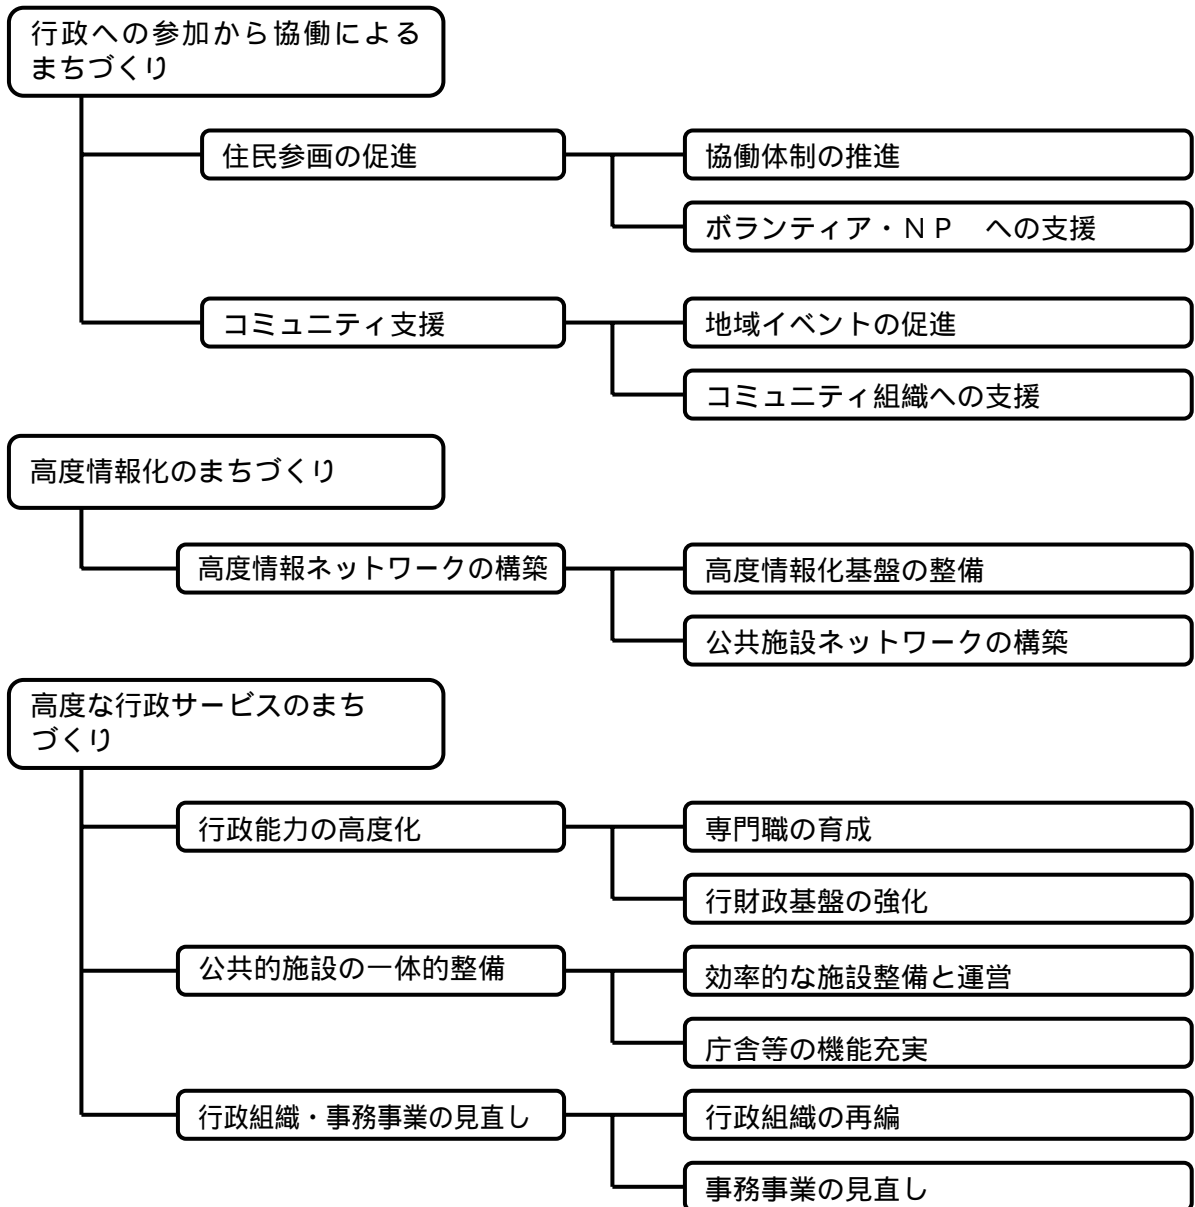 行政への参加から協働による
まちづくり
住民参画の促進
協働体制の推進
ボランティア・ＮＰ　への支援
コミュニティ支援
地域イベントの促進
コミュニティ組織への支援
高度情報化のまちづくり
高度情報ネットワークの構築
高度情報化基盤の整備
公共施設ネットワークの構築
高度な行政サービスのまち
づくり
行政能力の高度化
専門職の育成
行財政基盤の強化
公共的施設の一体的整備
効率的な施設整備と運営
庁舎等の機能充実
行政組織・事務事業の見直し
行政組織の再編
事務事業の見直し